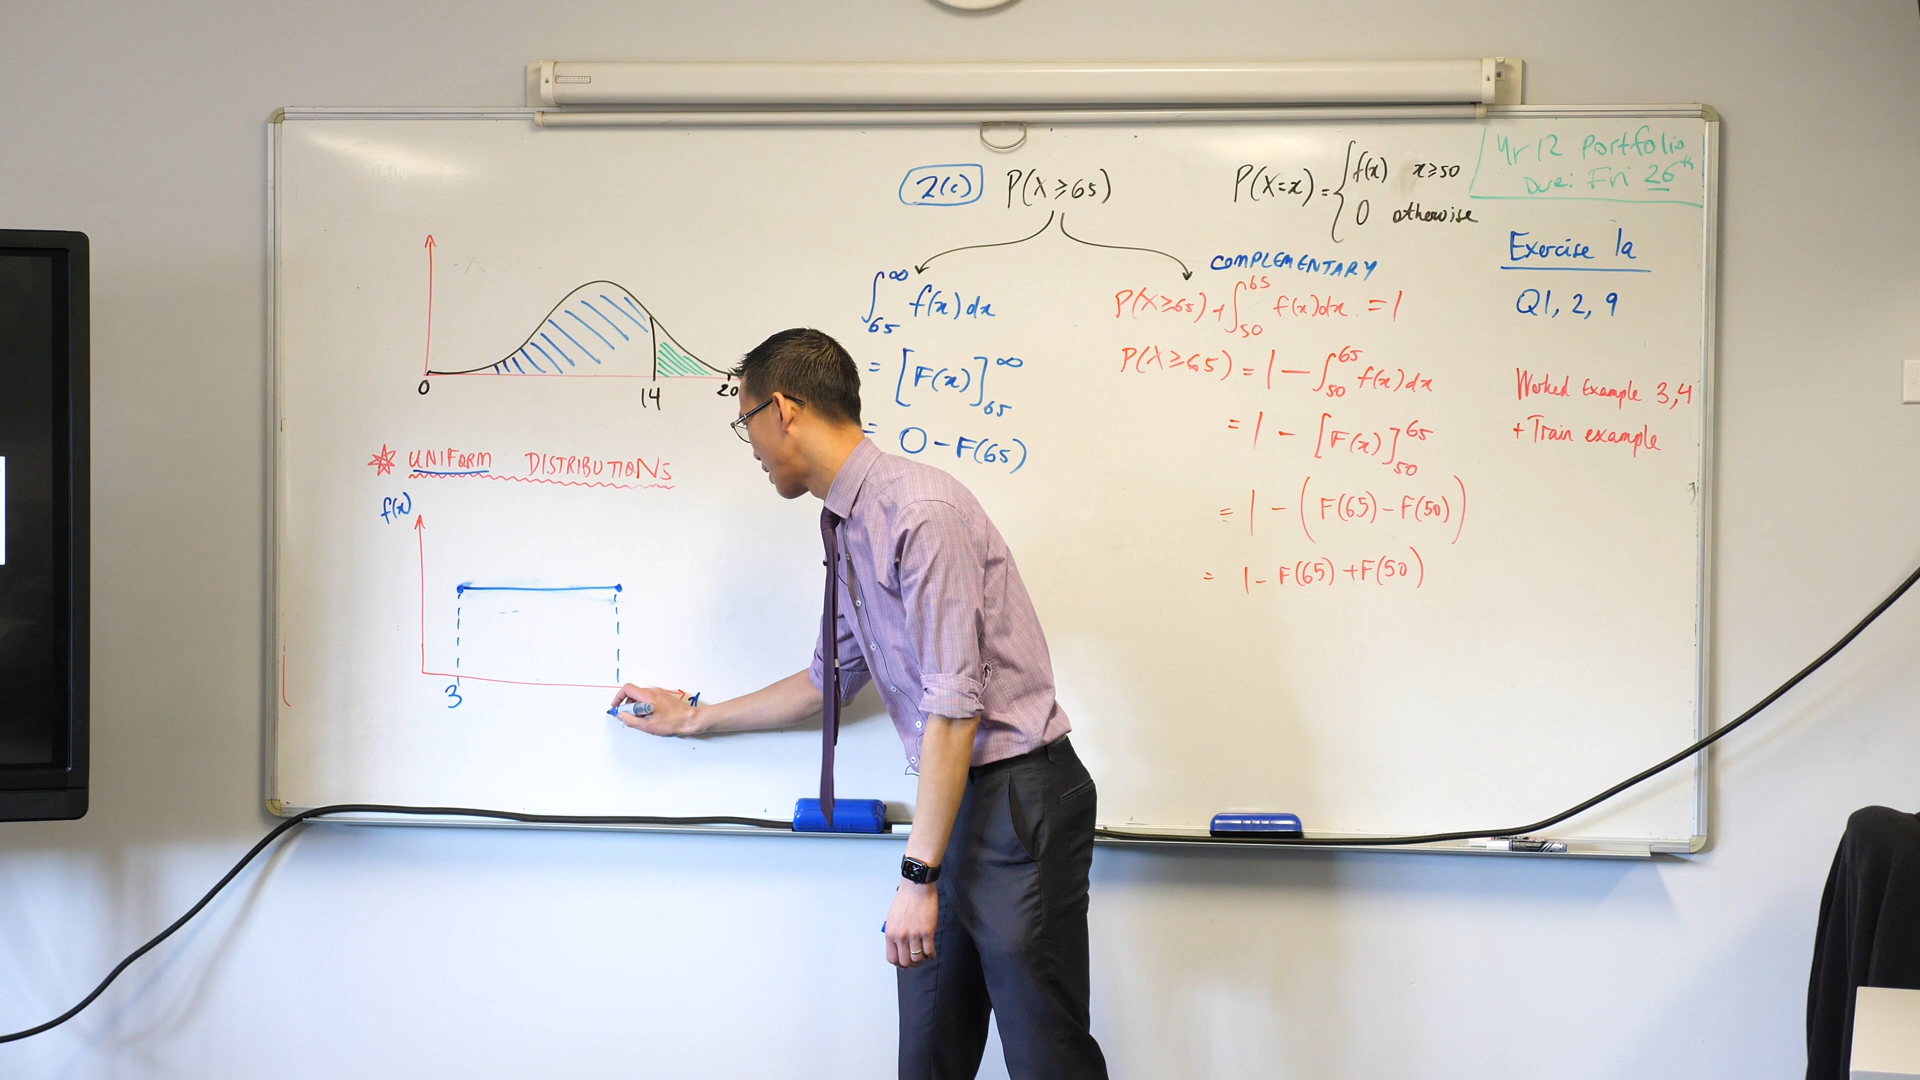 0
14
20
UNIFORM DISTRIBUTIONS
f(x)
3
x
2(c) P(X≥65)
∫₆₅^∞ f(x)dx
= [F(x)]₆₅^∞
= 0 - F(65)
P(X=x) = { f(x) x≥50
0 otherwise
COMPLEMENTARY
P(X≥65) + ∫₅₀^65 f(x)dx = 1
P(X≥65) = 1 - ∫₅₀^65 f(x)dx
= 1 - [F(x)]₅₀^65
= 1 - (F(65) - F(50))
= 1 - F(65) + F(50)
Yr 12 Portfolio
Due: Fri 26th
Exercise 1a
Q1, 2, 9
Worked Example 3,4
+ Train example